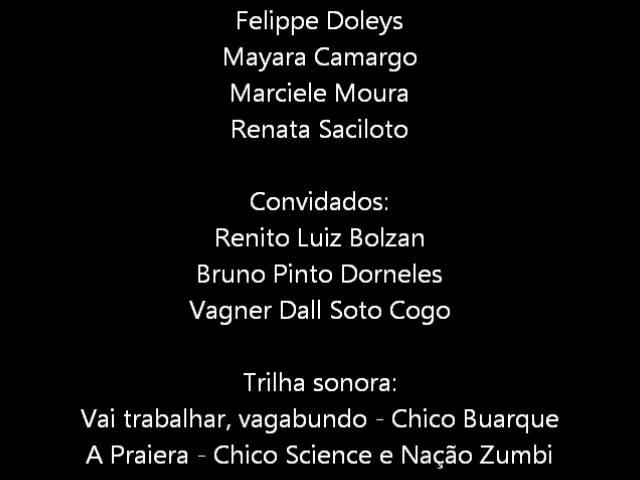 Felippe Doleys
Mayara Camargo
Marciele Moura
Renata Saciloto
Convidados:
Renito Luiz Bolzan
Bruno Pinto Dorneles
Vagner Dall Soto Cogo
Trilha sonora:
Vai trabalhar, vagabundo - Chico Buarque
A Praiera - Chico Science e Nação Zumbi